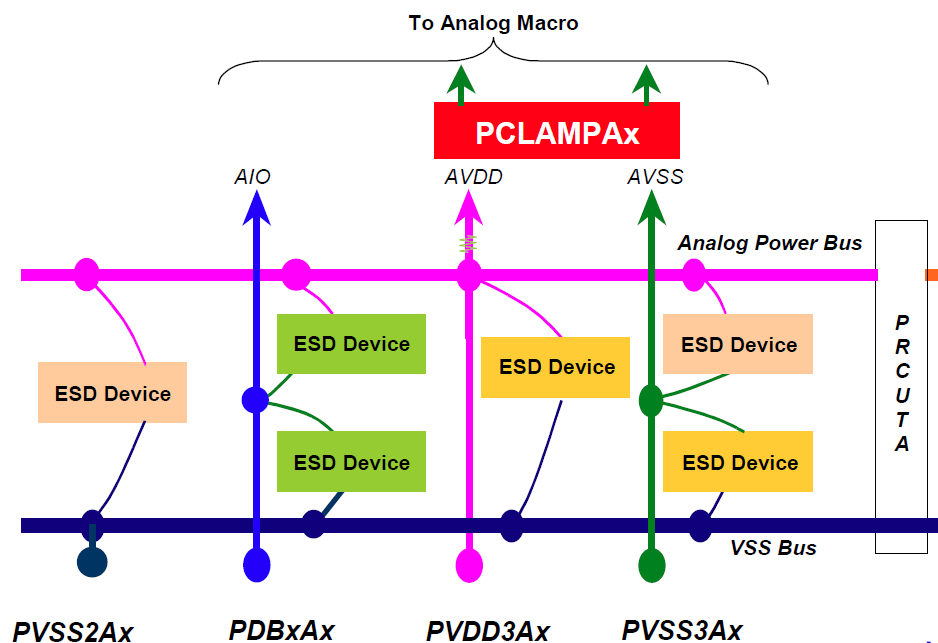 To Analog Macro
PCLAMPAx
AIO
AVDD
AVSS
Analog Power Bus
ESD Device
ESD Device
ESD Device
ESD Device
ESD Device
ESD Device
P
R
C
U
T
A
VSS Bus
PVSS2Ax
PDBxAx
PVDD3Ax
PVSS3Ax